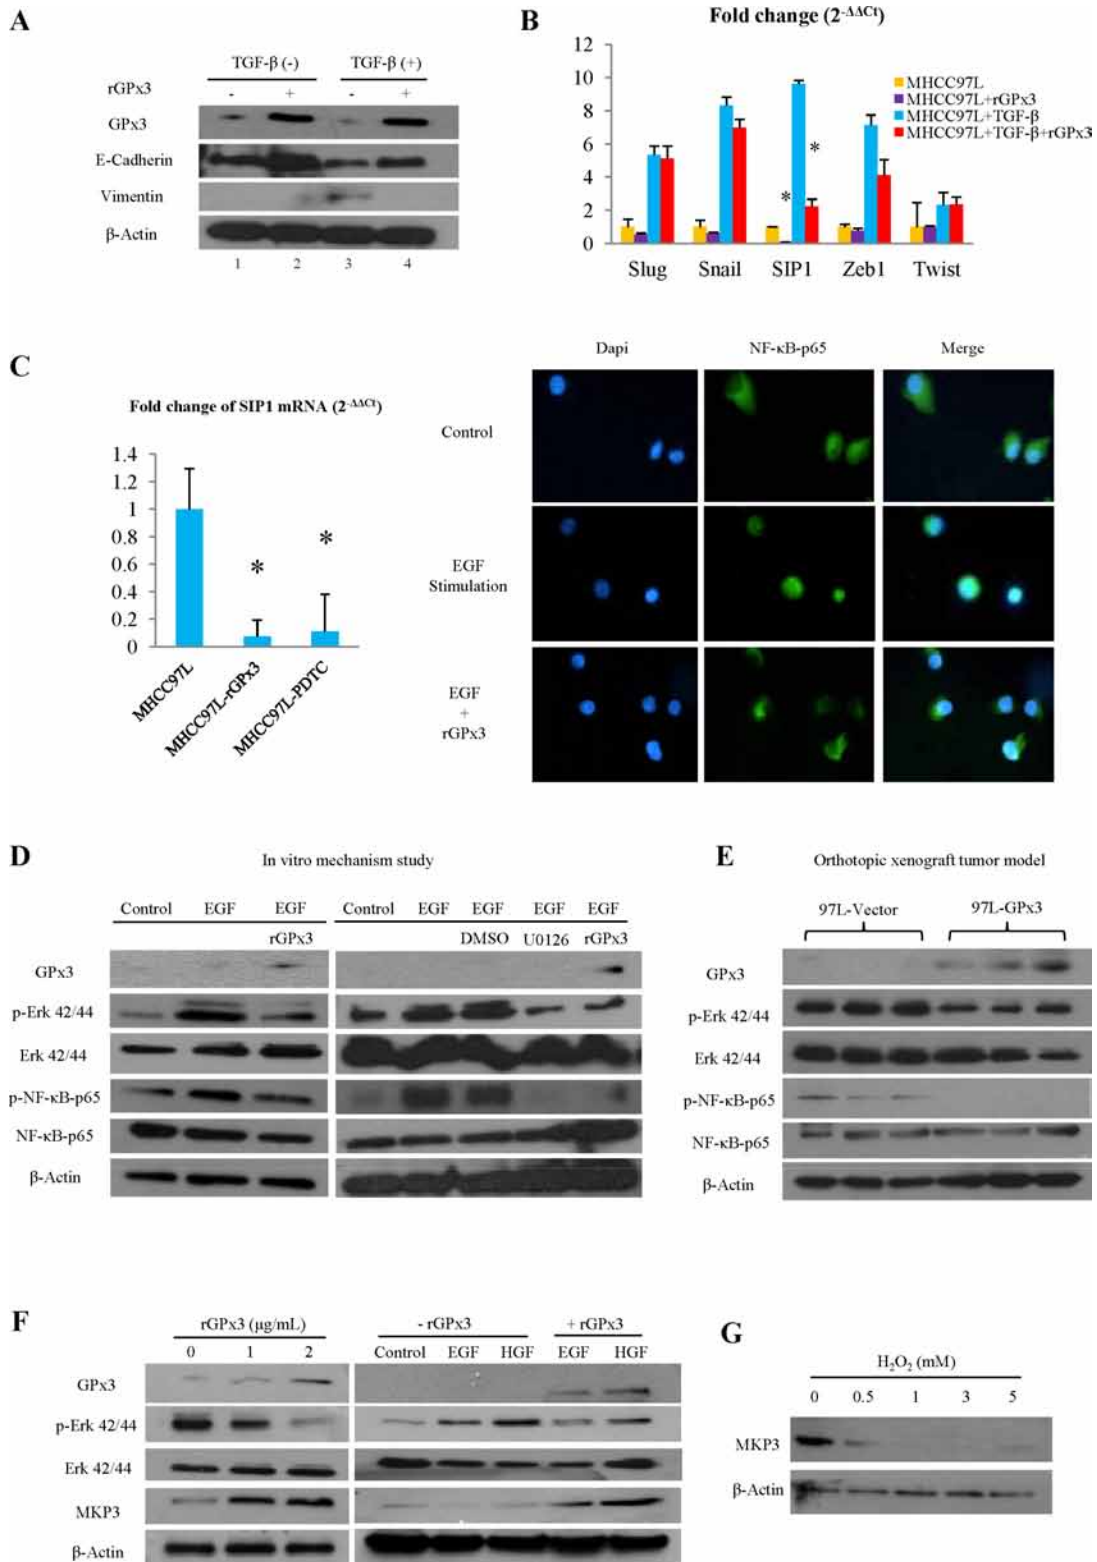 A
TGF-β (-) TGF-β (+)
rGPx3 - + - +
GPx3
E-Cadherin
Vimentin
β-Actin
1 2 3 4
B
Fold change (2-ΔΔCt)
12
10
8
6
4
2
0
* *
MHCC97L
MHCC97L+rGPx3
MHCC97L+TGF-β
MHCC97L+TGF-β+rGPx3
Slug Snail SIP1 Zeb1 Twist
C
Fold change of SIP1 mRNA (2-ΔΔCt)
1.4
1.2
1
0.8
0.6
0.4
0.2
0
* *
MHCC97L
MHCC97L-rGPx3
MHCC97L-PDTC
Dapi NF-κB-p65 Merge
Control
EGF
Stimulation
EGF
+
rGPx3
D
In vitro mechanism study
Control EGF EGF Control EGF EGF EGF EGF
rGPx3 DMSO U0126 rGPx3
GPx3
p-Erk 42/44
Erk 42/44
p-NF-κB-p65
NF-κB-p65
β-Actin
E
Orthotopic xenograft tumor model
97L-Vector 97L-GPx3
GPx3
p-Erk 42/44
Erk 42/44
p-NF-κB-p65
NF-κB-p65
β-Actin
F
rGPx3 (μg/mL) - rGPx3 + rGPx3
0 1 2 Control EGF HGF EGF HGF
GPx3
p-Erk 42/44
Erk 42/44
MKP3
β-Actin
G
H₂O₂ (mM)
0 0.5 1 3 5
MKP3
β-Actin